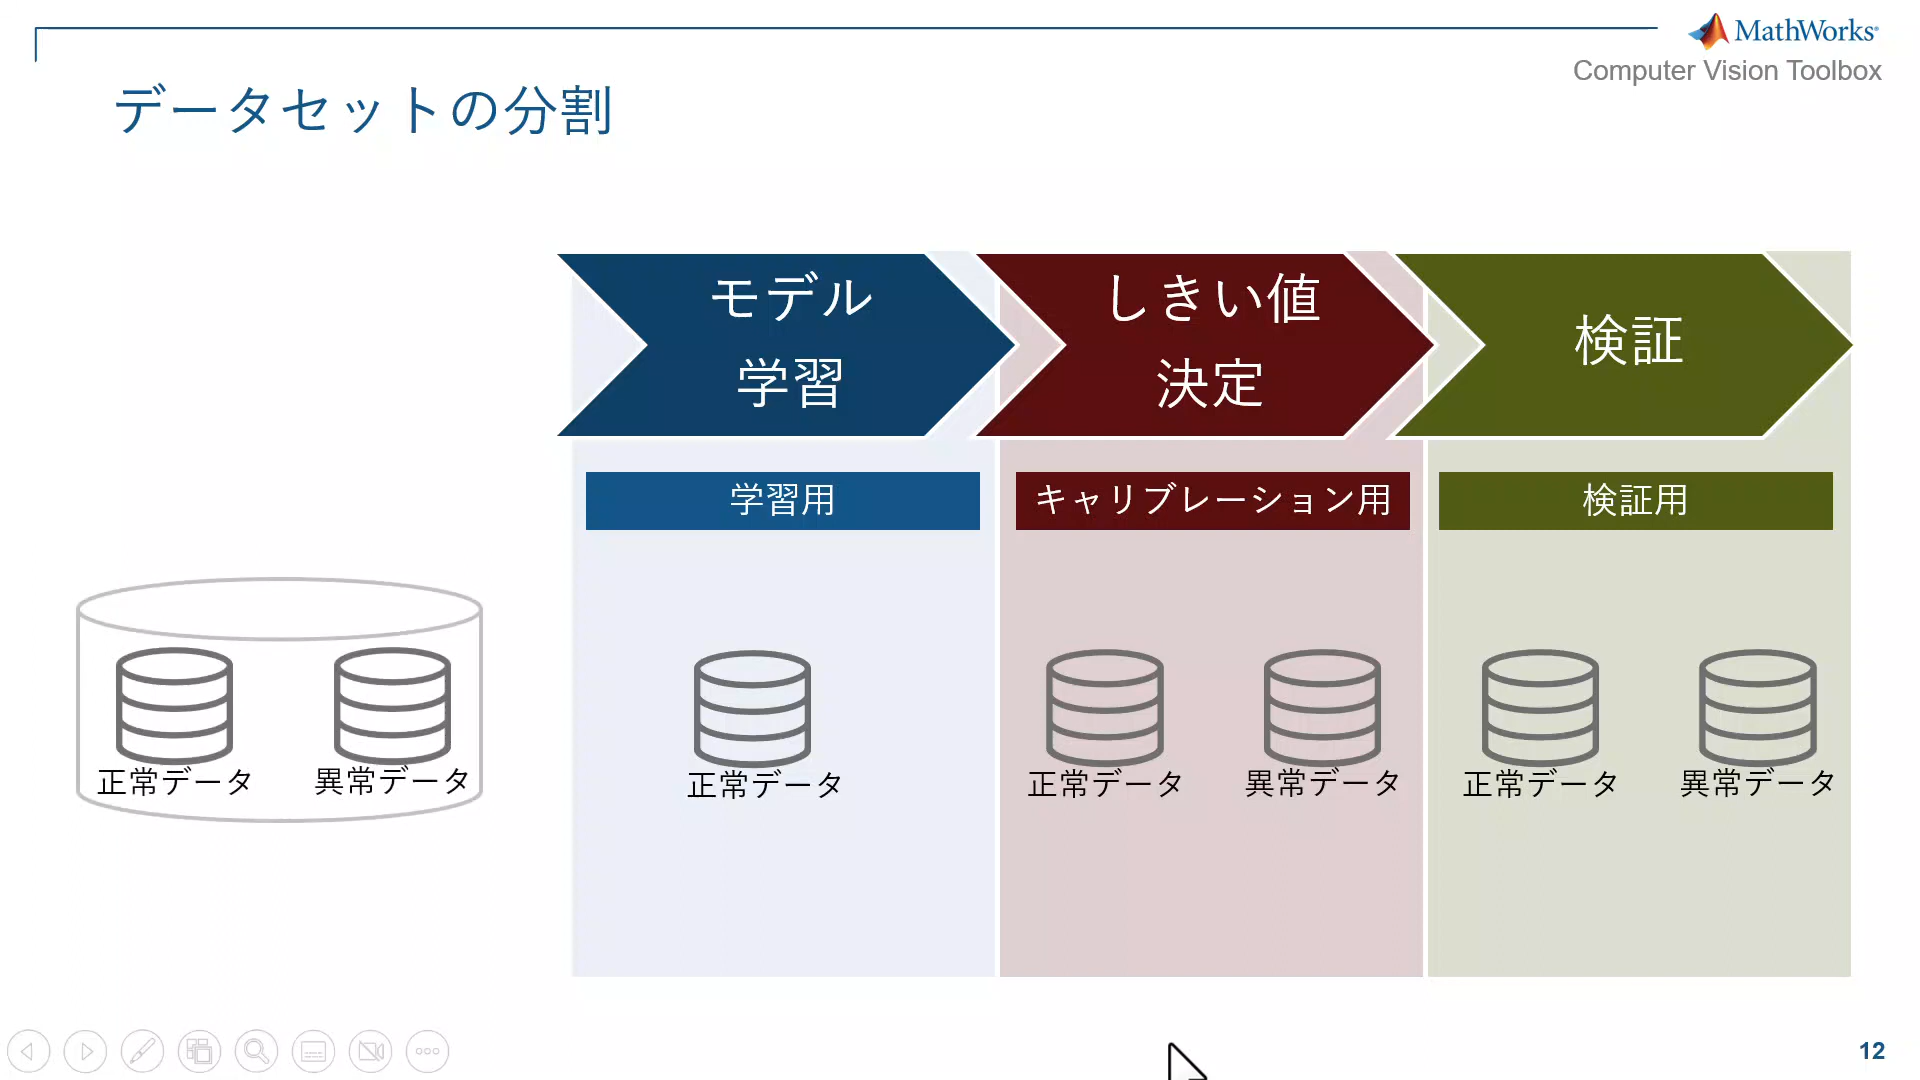 MathWorks
Computer Vision Toolbox
データセットの分割
モデル
学習
しきい値
決定
検証
学習用
キャリブレーション用
検証用
正常データ
異常データ
正常データ
正常データ
異常データ
正常データ
異常データ
12